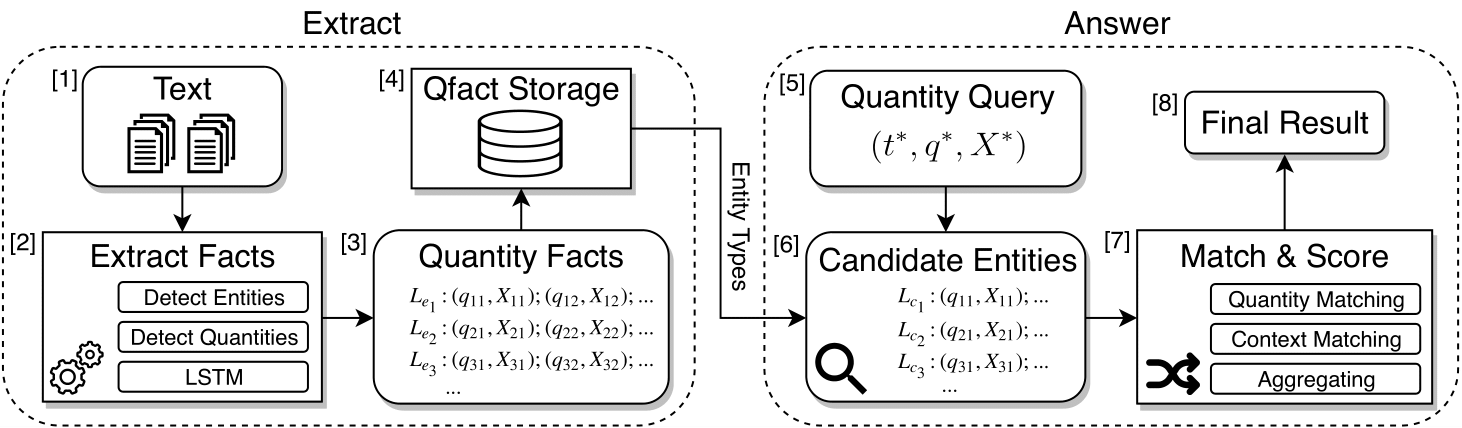 Extract
[1] Text
[2] Extract Facts
Detect Entities
Detect Quantities
LSTM
[3] Quantity Facts
L_{e_1} : (q_{11}, X_{11}); (q_{12}, X_{12}); ...
L_{e_2} : (q_{21}, X_{21}); (q_{22}, X_{22}); ...
L_{e_3} : (q_{31}, X_{31}); (q_{32}, X_{32}); ...
...
[4] Qfact Storage
Entity Types
Answer
[5] Quantity Query
(t*, q*, X*)
[6] Candidate Entities
L_{c_1} : (q_{11}, X_{11}); ...
L_{c_2} : (q_{21}, X_{21}); ...
L_{c_3} : (q_{31}, X_{31}); ...
...
[7] Match & Score
Quantity Matching
Context Matching
Aggregating
[8] Final Result